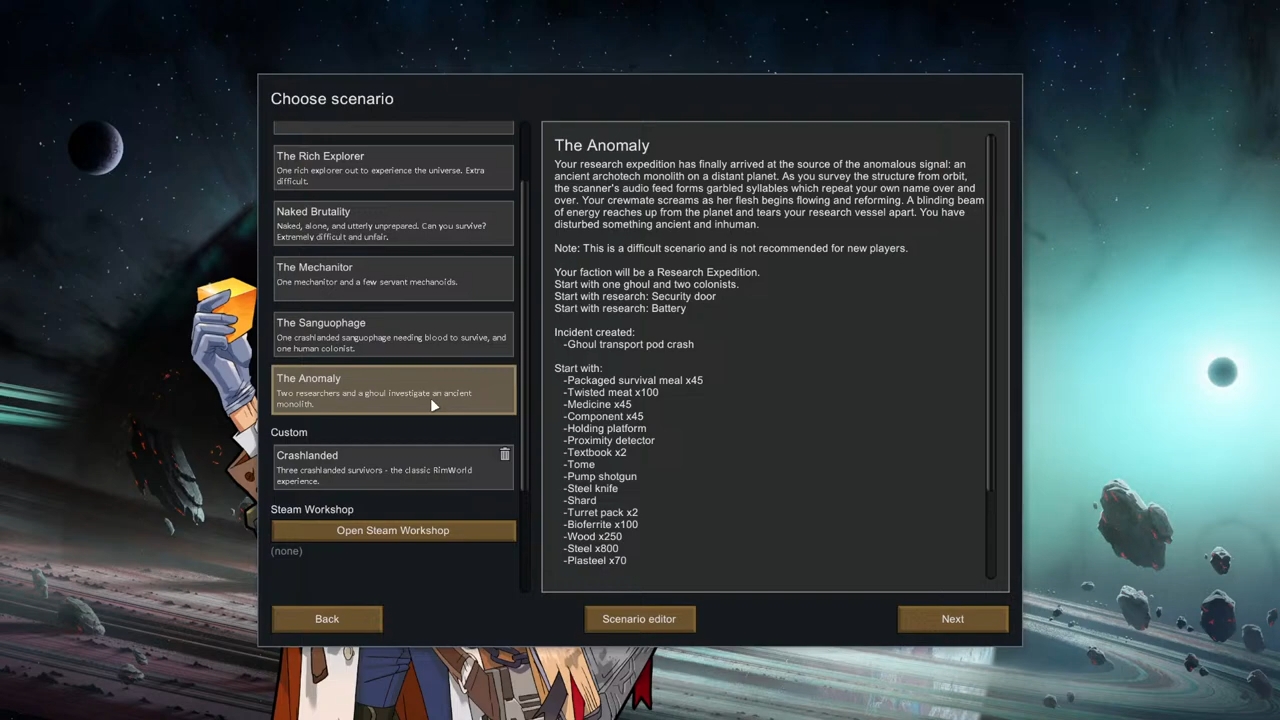 Choose scenario
The Rich Explorer
One rich explorer out to experience the universe. Extra
difficult.
Naked Brutality
Naked, alone, and utterly unprepared. Can you survive?
Extremely difficult and unfair.
The Mechanitor
One mechanitor and a few servant mechanoids.
The Sanguophage
One crashlanded sanguophage needing blood to survive, and
one human colonist.
The Anomaly
Two researchers and a ghoul investigate an ancient
monolith.
Custom
Crashlanded
Three crashlanded survivors - the classic RimWorld
experience.
Steam Workshop
Open Steam Workshop
(none)
The Anomaly
Your research expedition has finally arrived at the source of the anomalous signal: an
ancient archotech monolith on a distant planet. As you survey the structure from orbit,
the scanner's audio feed forms garbled syllables which repeat your own name over and
over. Your crewmate screams as her flesh begins flowing and reforming. A blinding beam
of energy reaches up from the planet and tears your research vessel apart. You have
disturbed something ancient and inhuman.
Note: This is a difficult scenario and is not recommended for new players.
Your faction will be a Research Expedition.
Start with one ghoul and two colonists.
Start with research: Security door
Start with research: Battery
Incident created:
-Ghoul transport pod crash
Start with:
-Packaged survival meal x45
-Twisted meat x100
-Medicine x45
-Component x45
-Holding platform
-Proximity detector
-Textbook x2
-Tome
-Pump shotgun
-Steel knife
-Shard
-Turret pack x2
-Bioferrite x100
-Wood x250
-Steel x800
-Plasteel x70
Back
Scenario editor
Next